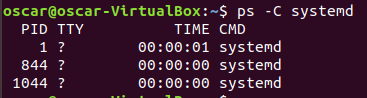 oscar@oscar-VirtualBox:~$ ps -C systemd
    PID TTY          TIME CMD
      1 ?        00:00:01 systemd
    844 ?        00:00:00 systemd
   1044 ?        00:00:00 systemd